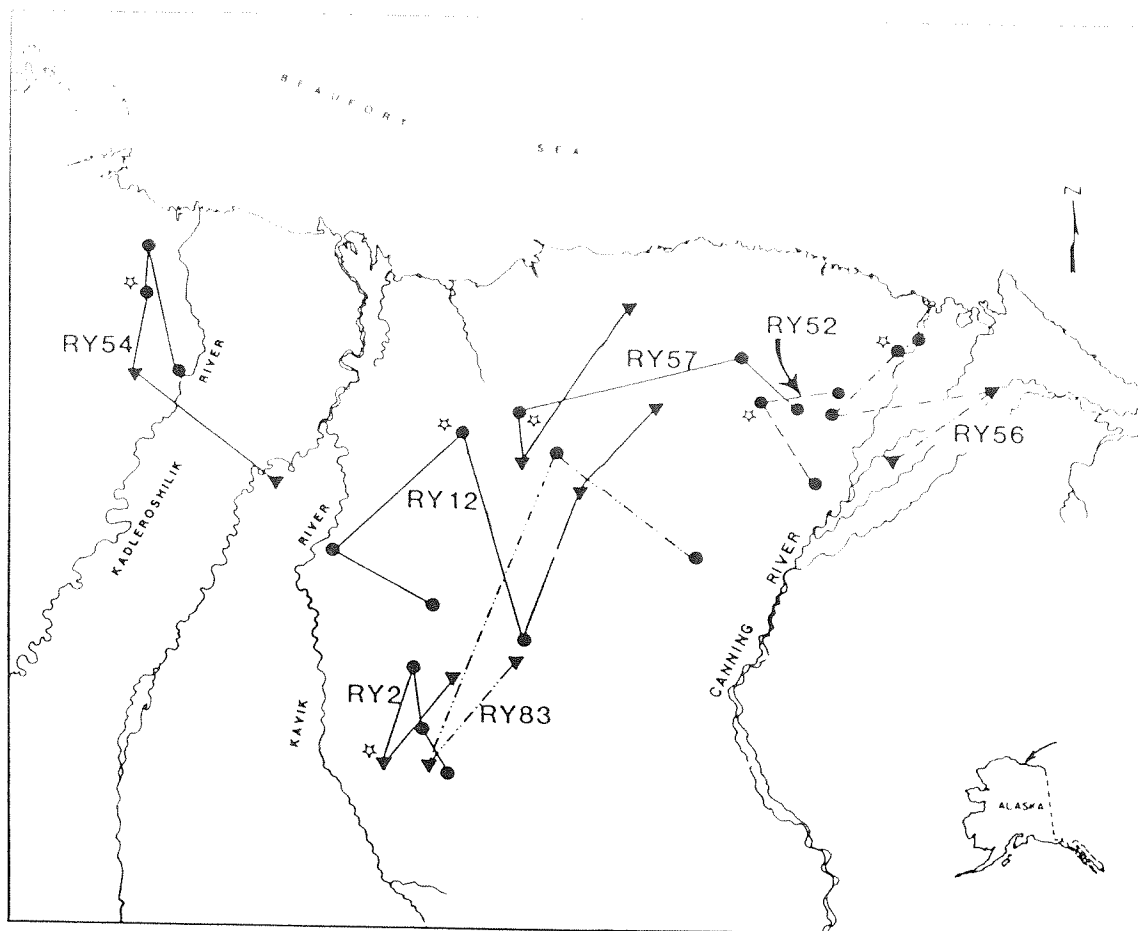 BEAUFORT
SEA
N
RY52
RY54
RIVER
RY57
RY56
RY12
KADLEROSHILIK
RIVER
RIVER
CANNING
RY2
RY83
KAVIK
ALASKA